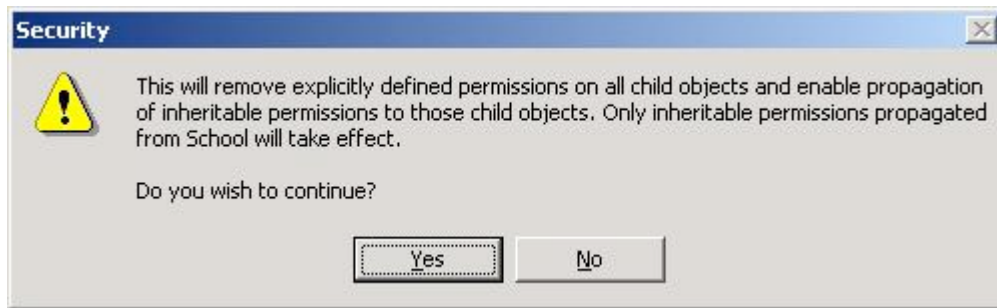 Security
This will remove explicitly defined permissions on all child objects and enable propagation
of inheritable permissions to those child objects. Only inheritable permissions propagated
from School will take effect.
Do you wish to continue?
Yes
No